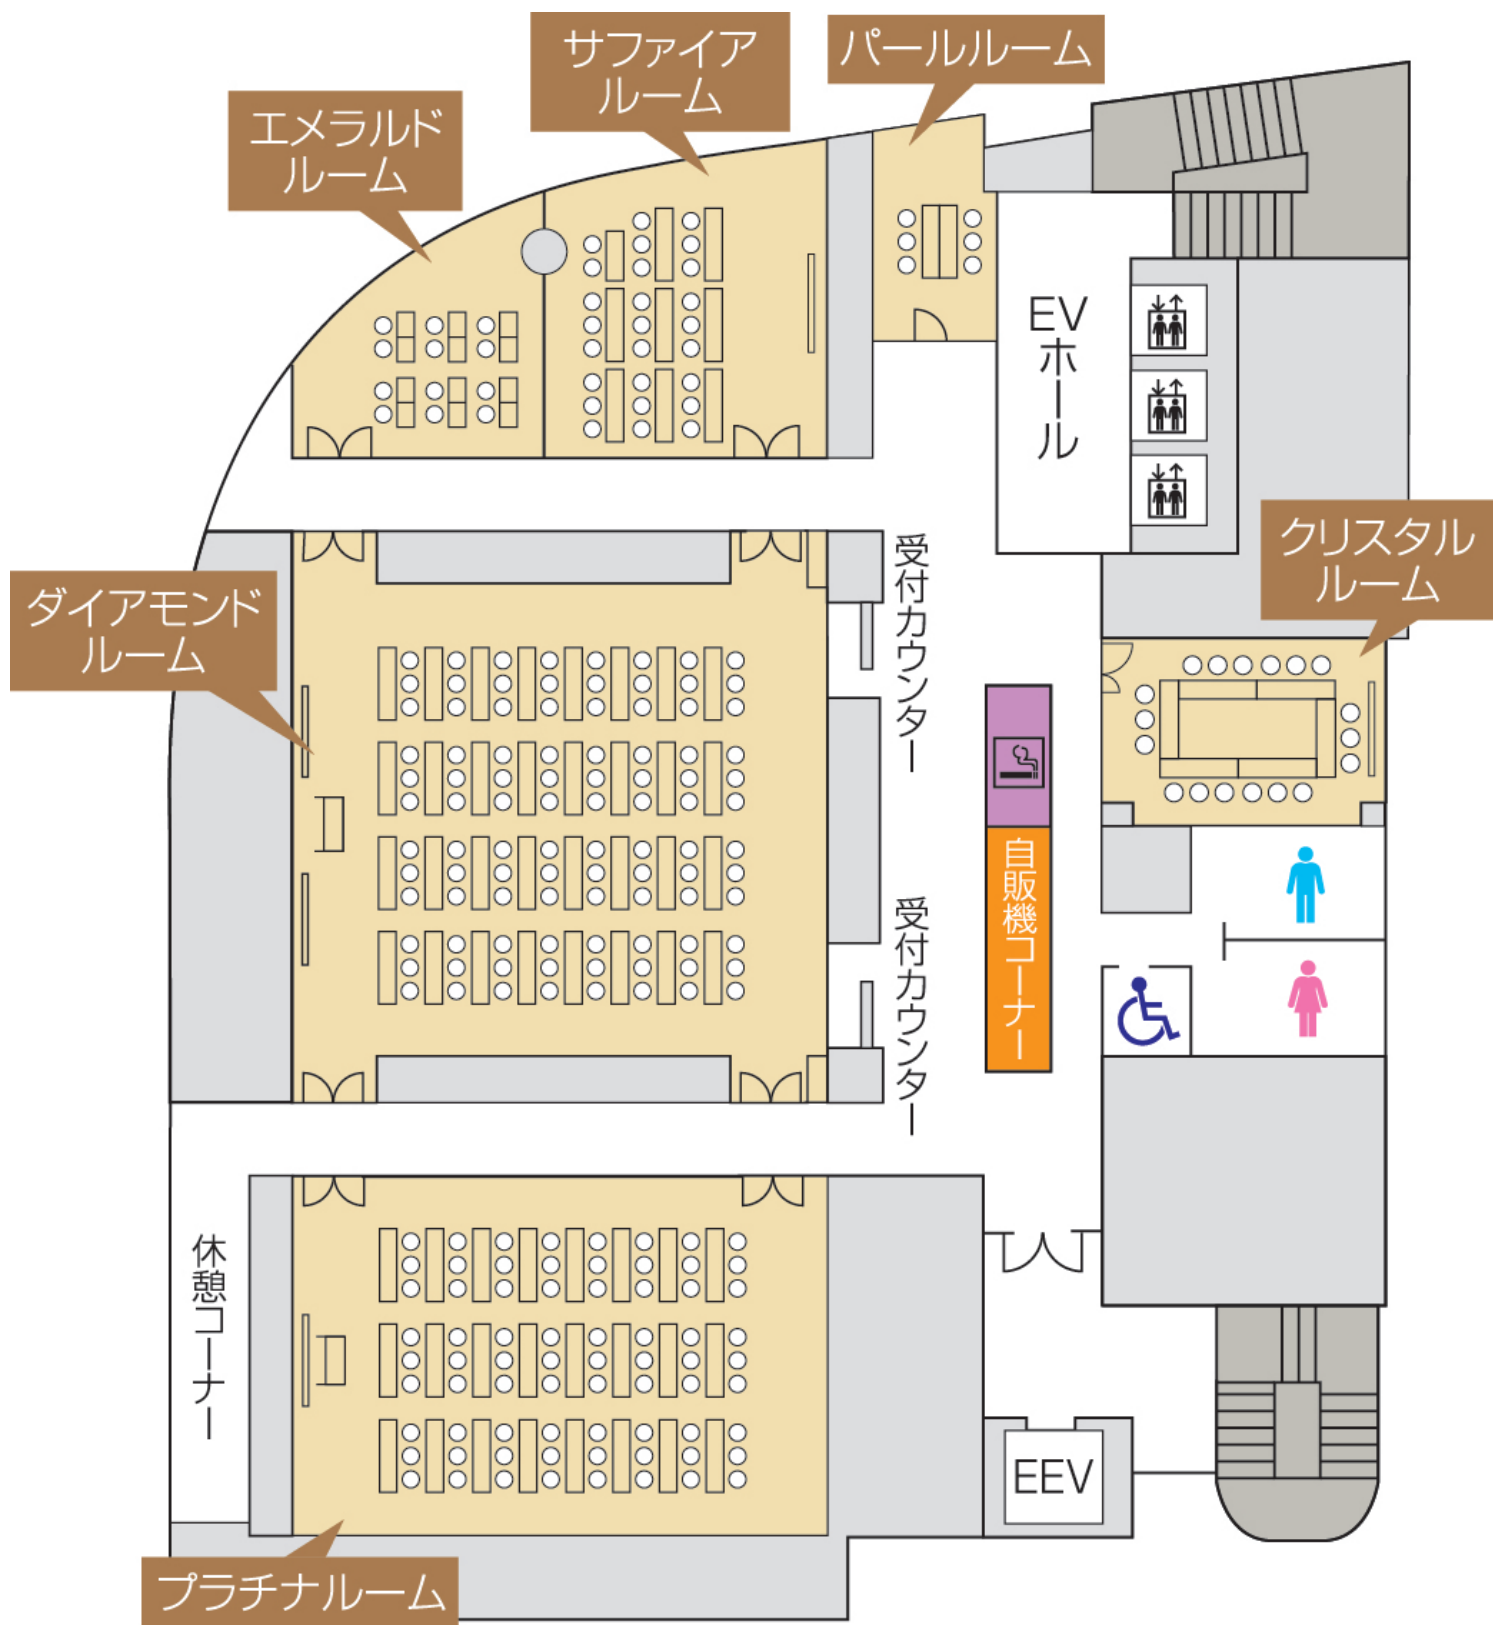 サファイア
ルーム
パールルーム
エメラルド
ルーム
EV
ホール
クリスタル
ルーム
受付カウンター
ダイアモンド
ルーム
自販機コーナー
受付カウンター
休憩コーナー
EEV
プラチナルーム